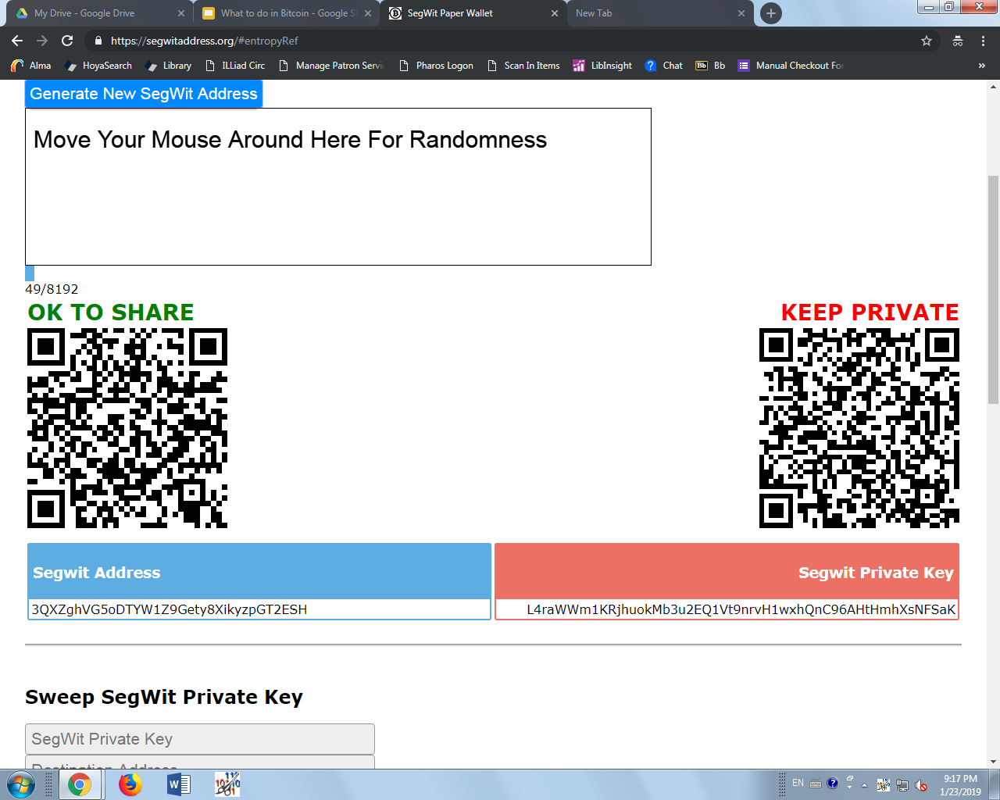 My Drive - Google Drive
What to do in Bitcoin - Google S
SegWit Paper Wallet
New Tab
https://segwitaddress.org/#entropyRef
Alma
HoyaSearch
Library
ILLiad Circ
Manage Patron Servic
Pharos Logon
Scan In Items
LibInsight
Chat
Bb
Bb
Manual Checkout For
»
Generate New SegWit Address
Move Your Mouse Around Here For Randomness
49/8192
OK TO SHARE
KEEP PRIVATE
Segwit Address
Segwit Private Key
3QXZghVG5oDTYW1Z9Gety8XikyzpGT2ESH
L4raWWm1KRjhuokMb3u2EQ1Vt9nrvH1wxhQnC96AHtHmhXsNFSaK
Sweep SegWit Private Key
SegWit Private Key
Destination Address
EN
9:17 PM
1/23/2019